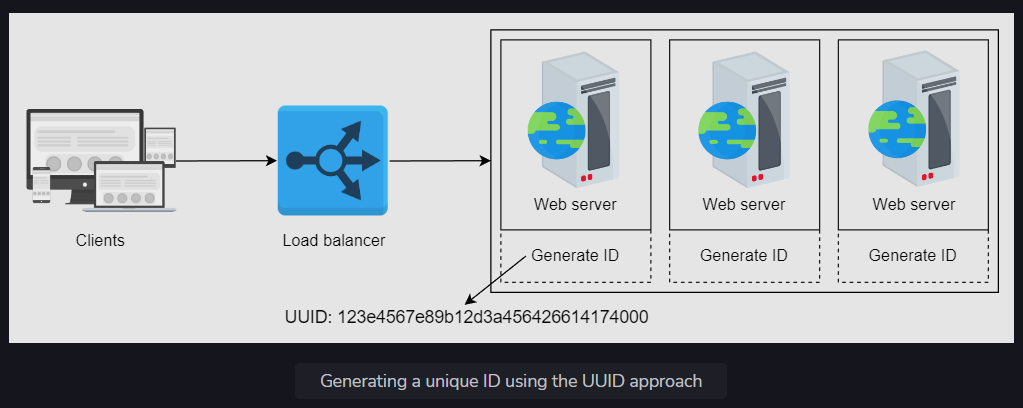 Web server
Web server
Web server
Clients
Load balancer
Generate ID
Generate ID
Generate ID
UUID: 123e4567e89b12d3a456426614174000
Generating a unique ID using the UUID approach